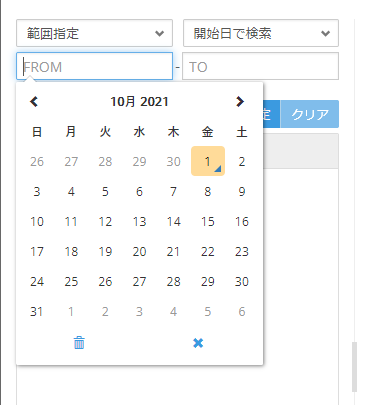 範囲指定 開始日で検索
FROM - TO
10月 2021
定 クリア
日 月 火 水 木 金 土
26 27 28 29 30 1 2
3 4 5 6 7 8 9
10 11 12 13 14 15 16
17 18 19 20 21 22 23
24 25 26 27 28 29 30
31 1 2 3 4 5 6